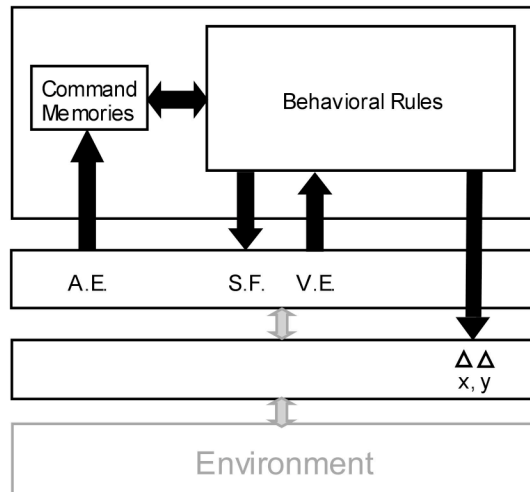 Command
Memories
Behavioral Rules
A.E. S.F. V.E.
Δ Δ
x, y
Environment